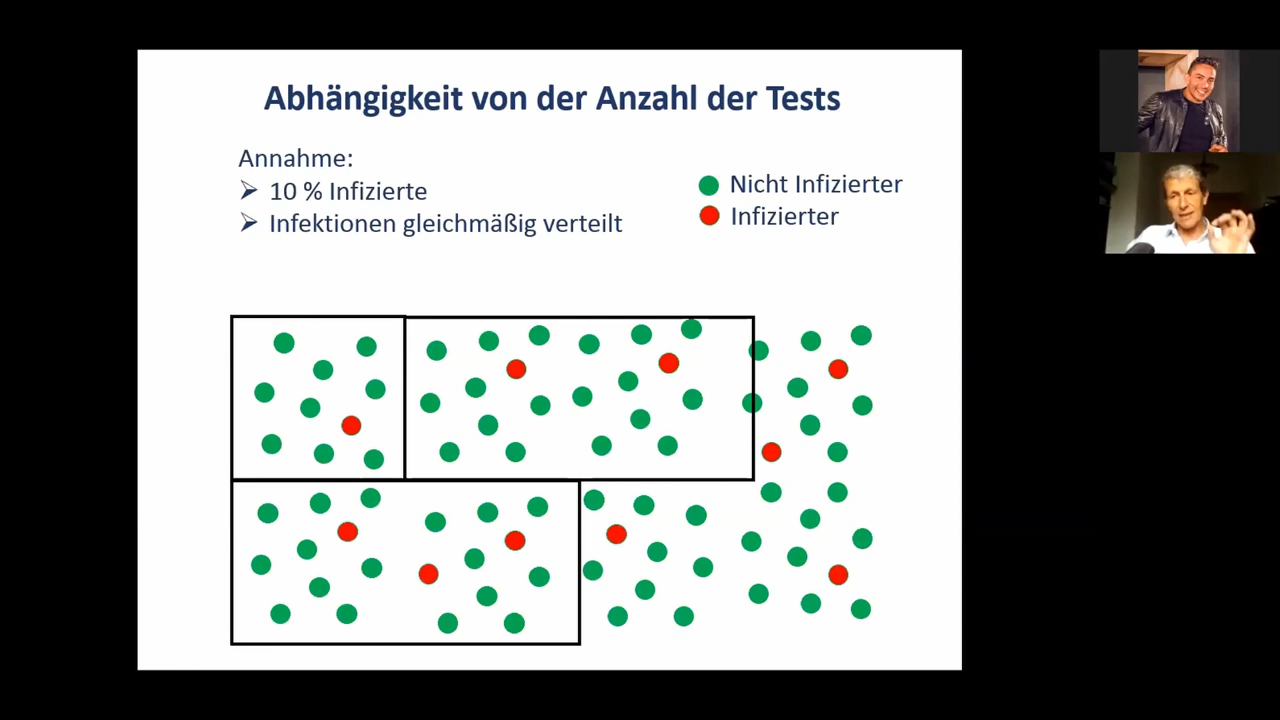 Abhängigkeit von der Anzahl der Tests
Annahme:
10 % Infizierte
Infektionen gleichmäßig verteilt
Nicht Infizierter
Infizierter